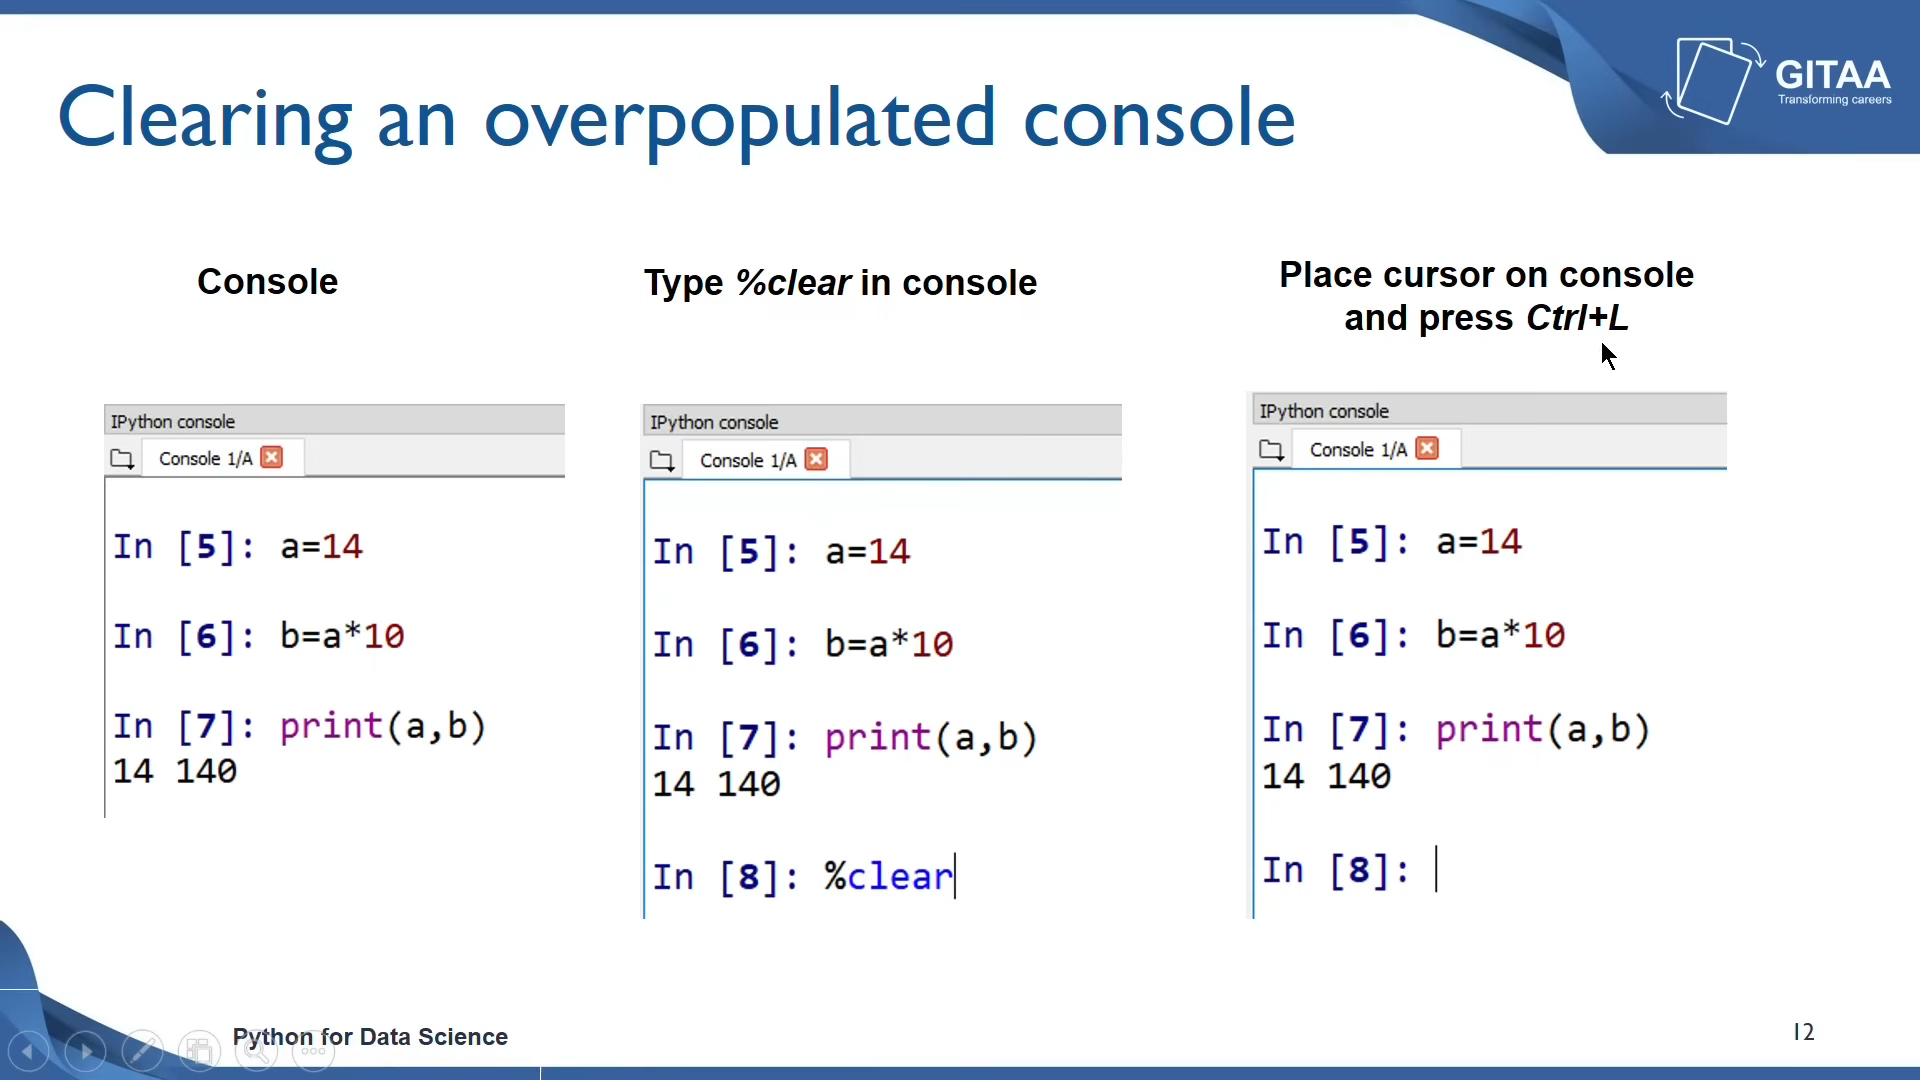 GITAA
Transforming careers
Clearing an overpopulated console
Console
Type %clear in console
Place cursor on console
and press Ctrl+L
IPython console
Console 1/A
In [5]: a=14
In [6]: b=a*10
In [7]: print(a,b)
14 140
IPython console
Console 1/A
In [5]: a=14
In [6]: b=a*10
In [7]: print(a,b)
14 140
In [8]: %clear
IPython console
Console 1/A
In [5]: a=14
In [6]: b=a*10
In [7]: print(a,b)
14 140
In [8]:
Python for Data Science
12